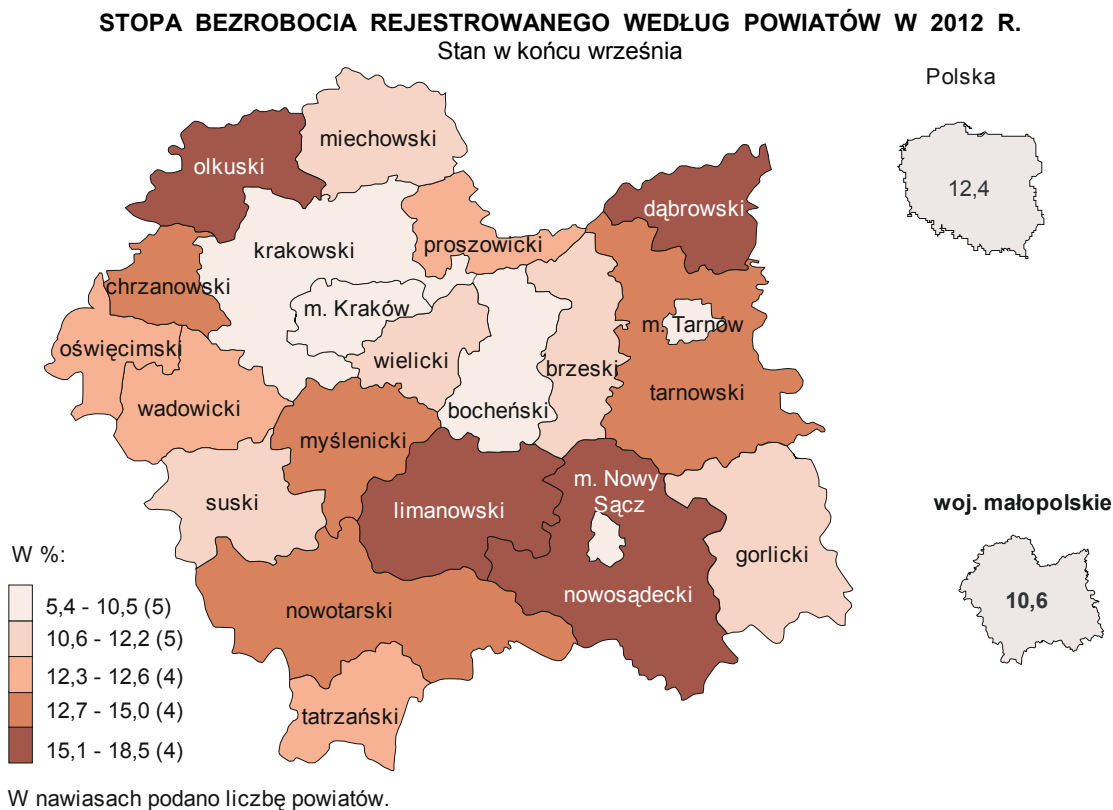 STOPA BEZROBOCIA REJESTROWANEGO WEDŁUG POWIATÓW W 2012 R.
Stan w końcu września
Polska
12,4
miechowski
olkuski
dąbrowski
krakowski
proszowicki
chrzanowski
m. Kraków
m. Tarnów
oświęcimski
wielicki
brzeski
wadowicki
bocheński
tarnowski
myślenicki
m. Nowy
Sącz
suski
limanowski
gorlicki
nowosądecki
nowotarski
tatrzański
woj. małopolskie
10,6
W %:
5,4 - 10,5 (5)
10,6 - 12,2 (5)
12,3 - 12,6 (4)
12,7 - 15,0 (4)
15,1 - 18,5 (4)
W nawiasach podano liczbę powiatów.